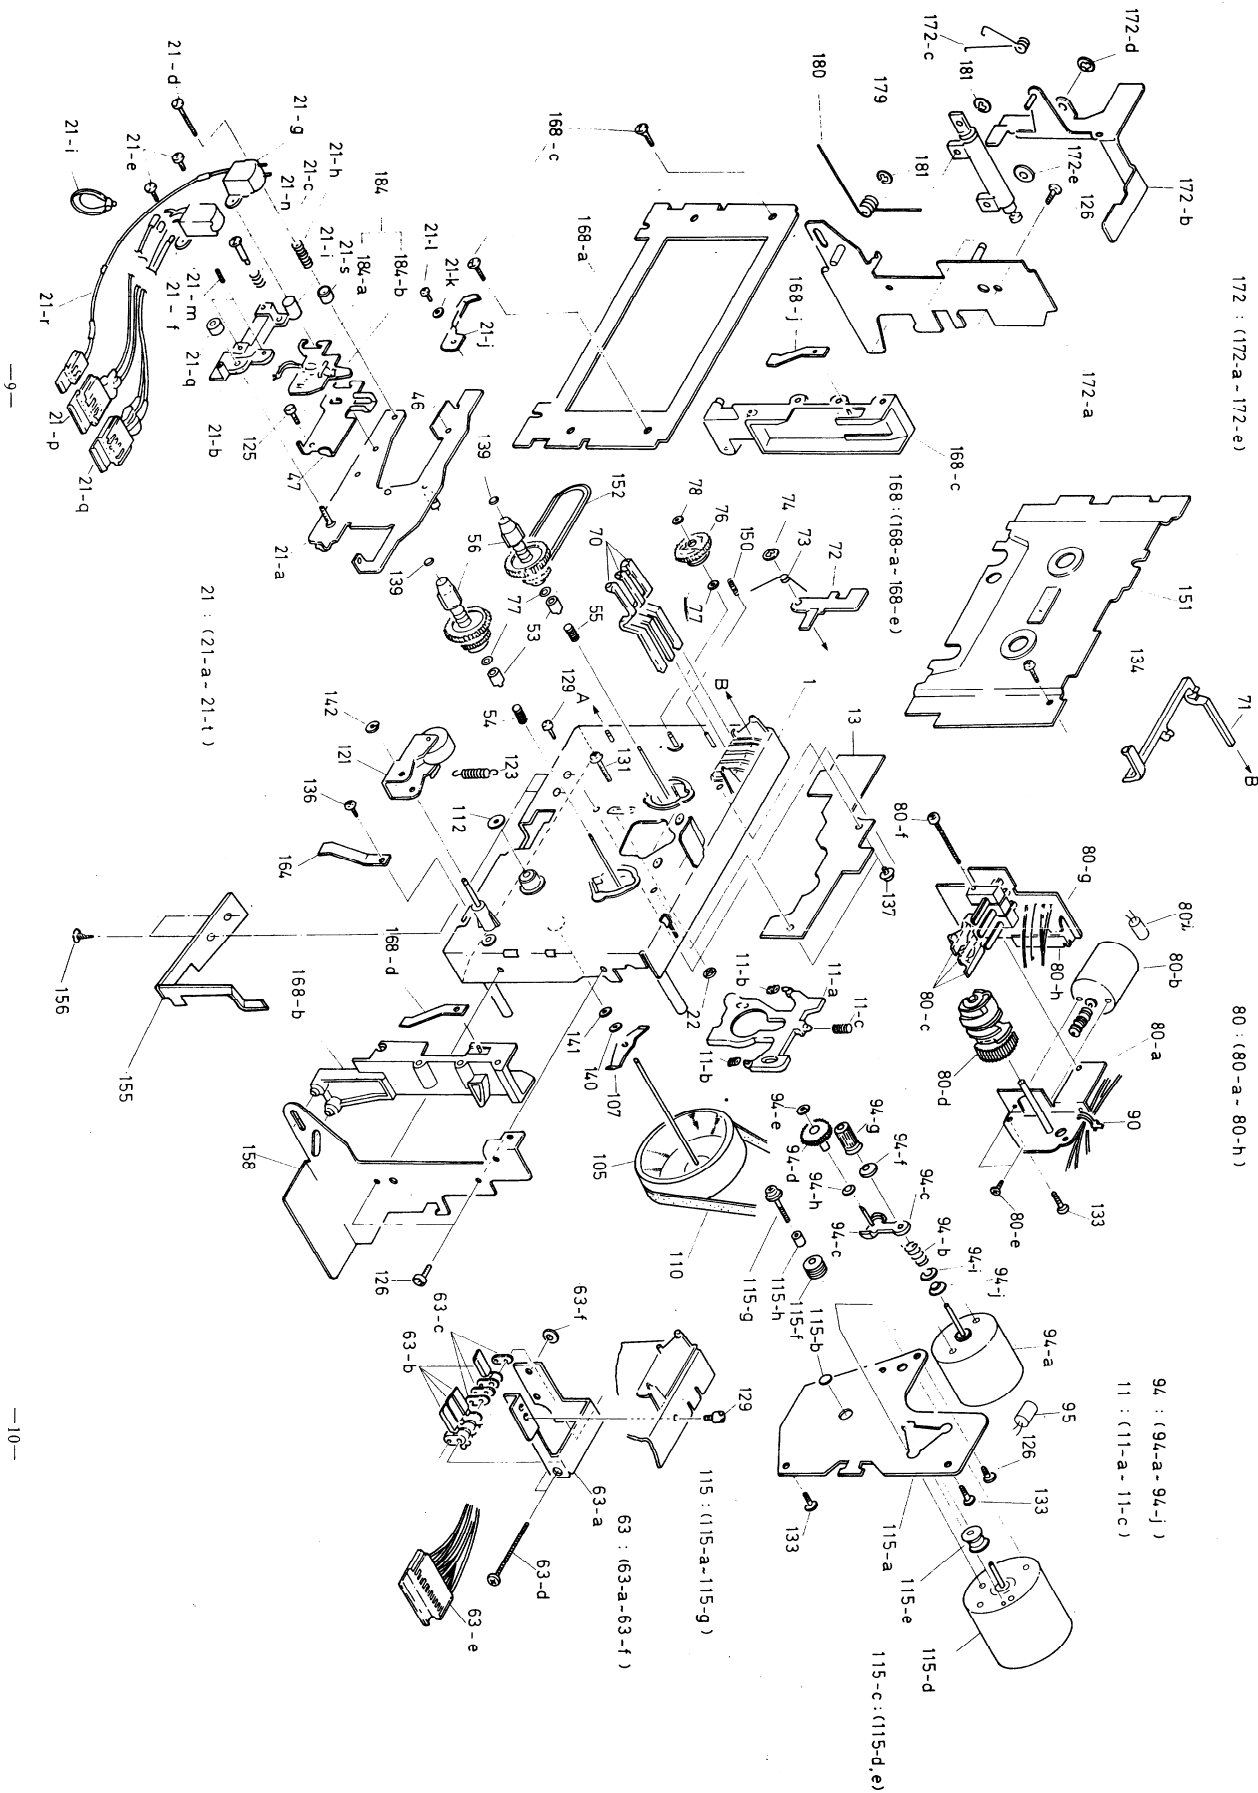 172 : (172-a ~ 172-e)
80 : (80-a ~ 80-h)
94 : (94-a ~ 94-j)
11 : (11-a ~ 11-c)
172-d
172-c
181
172-b
172-e
126
179
180
181
172-a
168-c
168-a
168-j
168-c
168 : (168-a ~ 168-e)
151
134
71
B
74
72
73
150
76
78
77
70
152
139
56
139
77
53
55
54
129
A
B
1
13
137
131
21-d
21-g
21-h
21-c
21-n
184
21-i
21-s
184-a
184-b
21-l
21-k
21-j
21-e
21-i
21-r
21-m
21-f
21-q
21-p
21-q
21-b
125
47
46
21-a
21 : (21-a ~ 21-t)
142
121
123
136
112
164
156
155
168-b
168-d
158
126
22
141
140
107
105
110
11-b
11-a
11-c
11-b
80-f
80-g
80-i
80-h
80-b
80-c
80-d
80-a
90
80-e
133
94-e
94-g
94-d
94-f
94-h
94-c
94-c
94-b
94-i
94-j
94-a
95
126
133
115-g
115-h
115-f
115-b
133
115-a
115-e
115-d
115-c : (115-d, e)
129
115 : (115-a ~ 115-g)
63-f
63-c
63-b
63-a
63-d
63-e
63 : (63-a ~ 63-f)
—9—
—10—